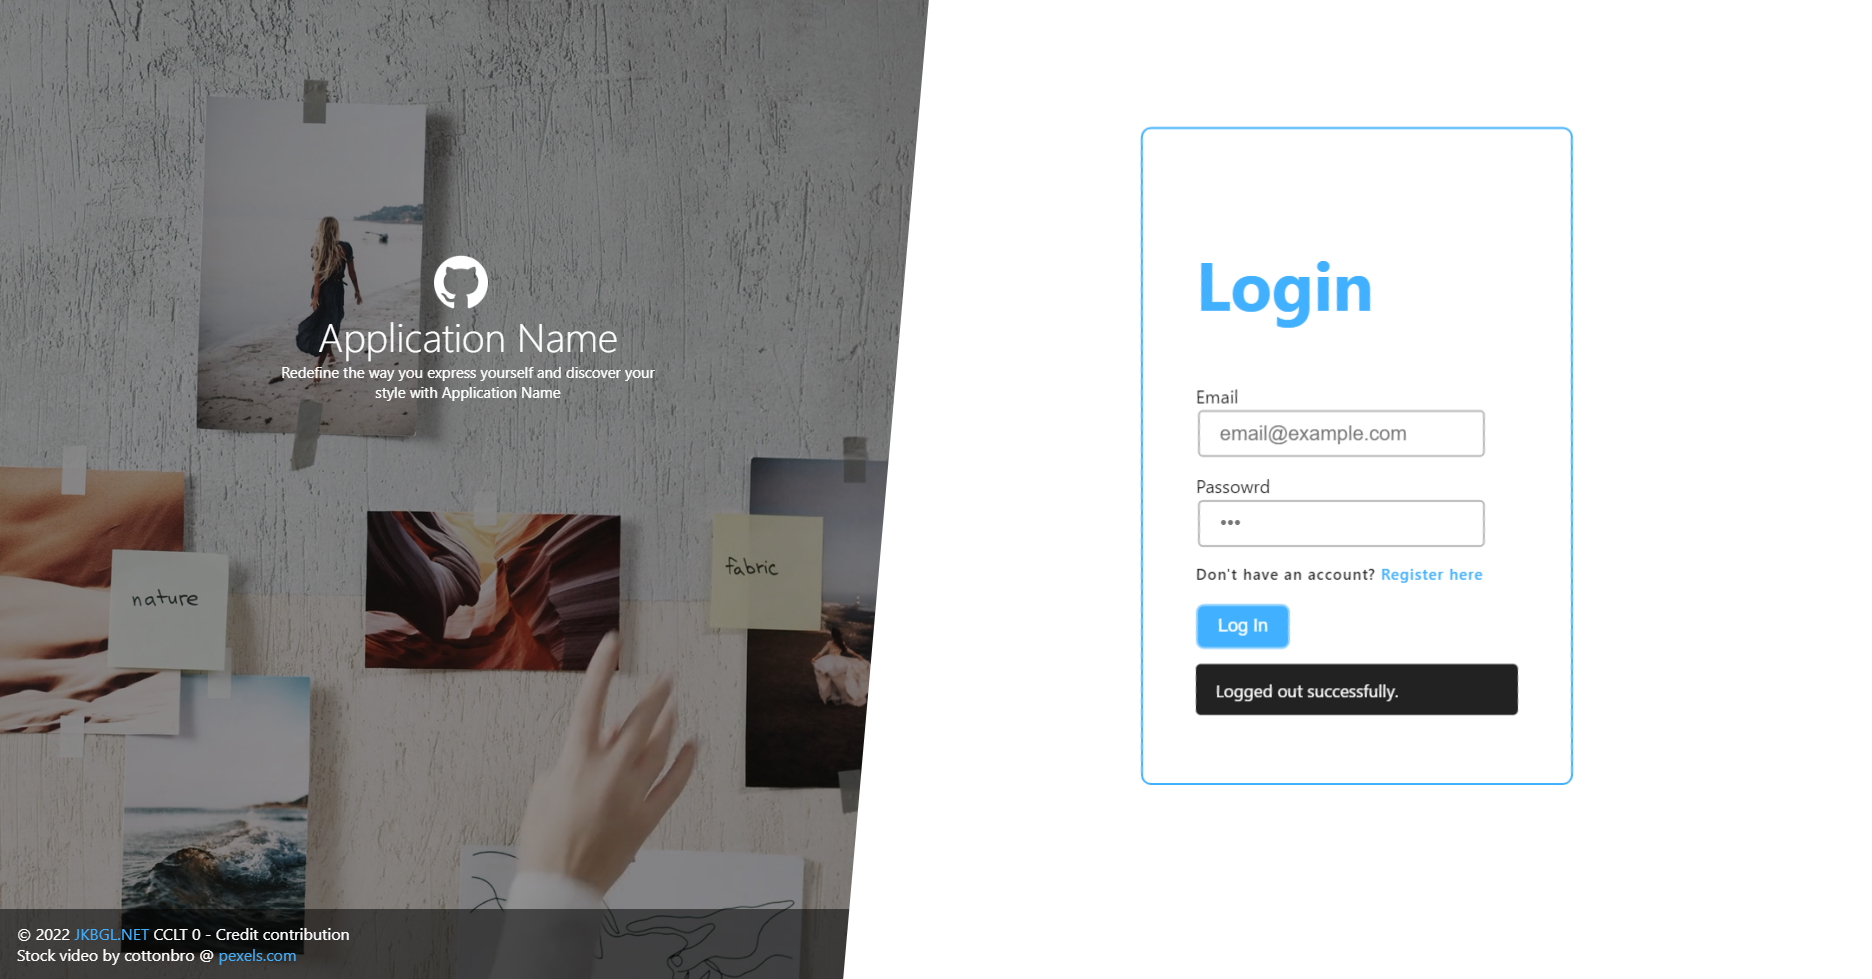 Application Name
Redefine the way you express yourself and discover your
style with Application Name
nature
fabric
© 2022 JKBGL.NET CCLT 0 - Credit contribution
Stock video by cottonbro @ pexels.com
Login
Email
email@example.com
Passowrd
•••
Don't have an account? Register here
Log In
Logged out successfully.